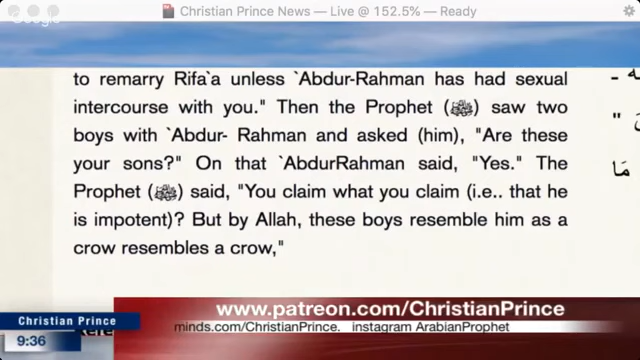 Christian Prince News — Live @ 152.5% — Ready
to remarry Rifa`a unless `Abdur-Rahman has had sexual
intercourse with you." Then the Prophet (ﷺ) saw two
boys with `Abdur- Rahman and asked (him), "Are these
your sons?" On that `AbdurRahman said, "Yes." The
Prophet (ﷺ) said, "You claim what you claim (i.e.. that he
is impotent)? But by Allah, these boys resemble him as a
crow resembles a crow,"
مَا
www.patreon.com/ChristianPrince
minds.com/ChristianPrince. instagram ArabianProphet
Christian Prince
9:36